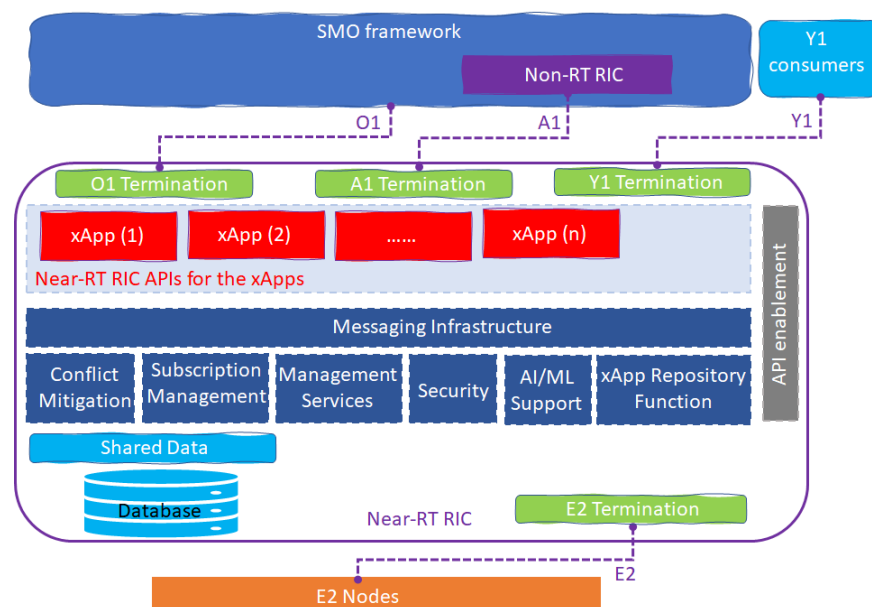 SMO framework
Non-RT RIC
Y1
consumers
O1
A1
Y1
O1 Termination
A1 Termination
Y1 Termination
xApp (1)
xApp (2)
......
xApp (n)
Near-RT RIC APIs for the xApps
API enablement
Messaging Infrastructure
Conflict
Mitigation
Subscription
Management
Management
Services
Security
AI/ML
Support
xApp Repository
Function
Shared Data
Database
Near-RT RIC
E2 Termination
E2
E2 Nodes